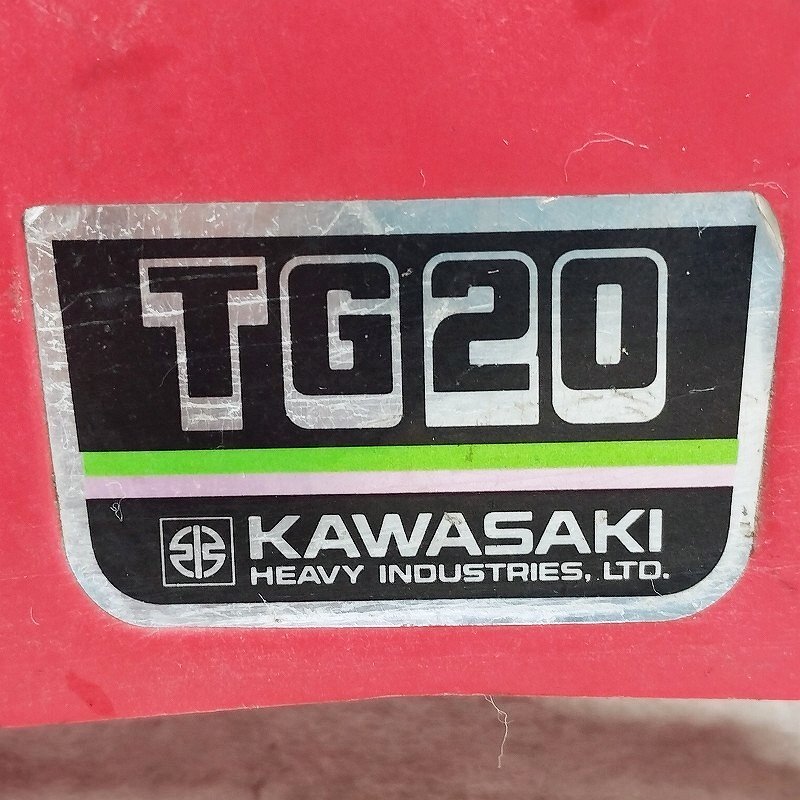 TG20
KAWASAKI
HEAVY INDUSTRIES, LTD.